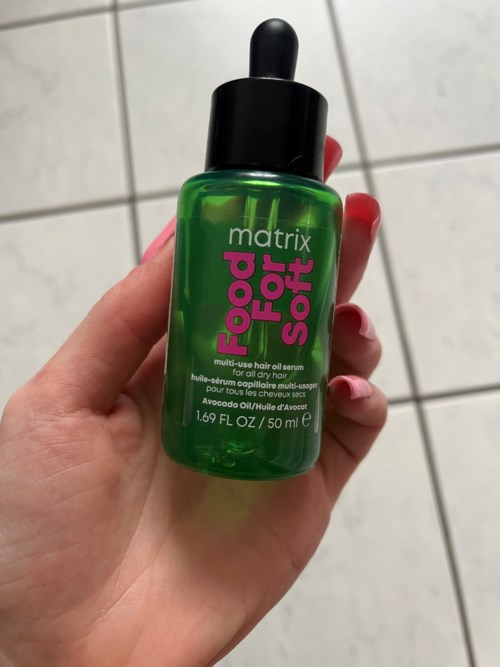 matrix
Food
For
Soft
multi-use hair oil serum
for all dry hair
huile-sérum capillaire multi-usages
pour tous les cheveux secs
Avocado Oil/Huile d'Avocat
1.69 FL OZ / 50 ml ℮